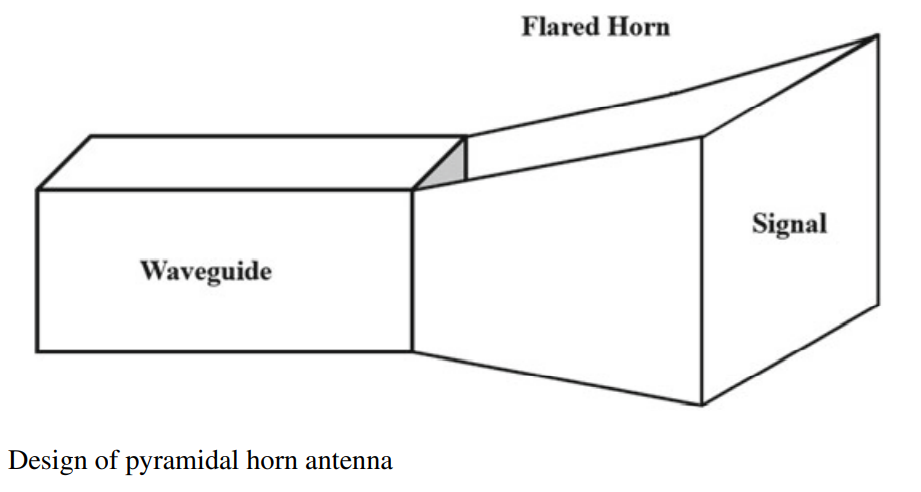 Flared Horn
Signal
Waveguide
Design of pyramidal horn antenna